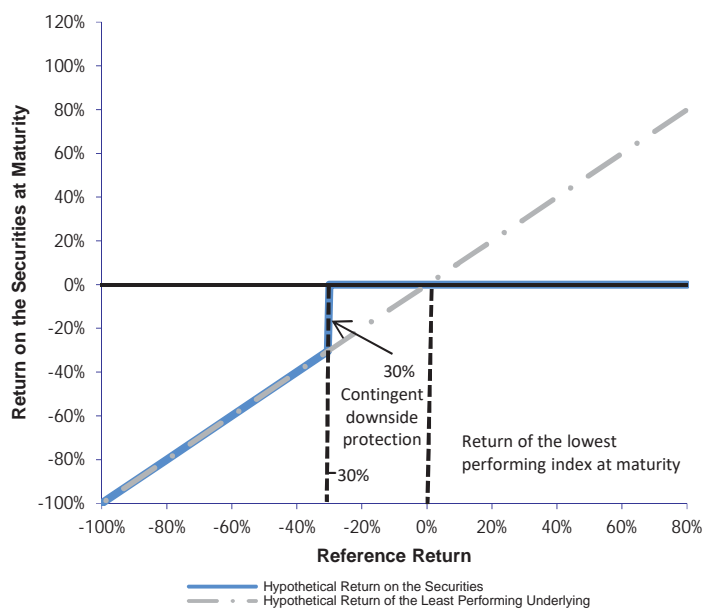 120%
100%
80%
60%
40%
20%
0%
-20%
-40%
-60%
-80%
-100%
Return on the Securities at Maturity
30%
Contingent
downside
protection
-30%
Return of the lowest
performing index at maturity
-100%
-80%
-60%
-40%
-20%
0%
20%
40%
60%
80%
Reference Return
Hypothetical Return on the Securities
Hypothetical Return of the Least Performing Underlying